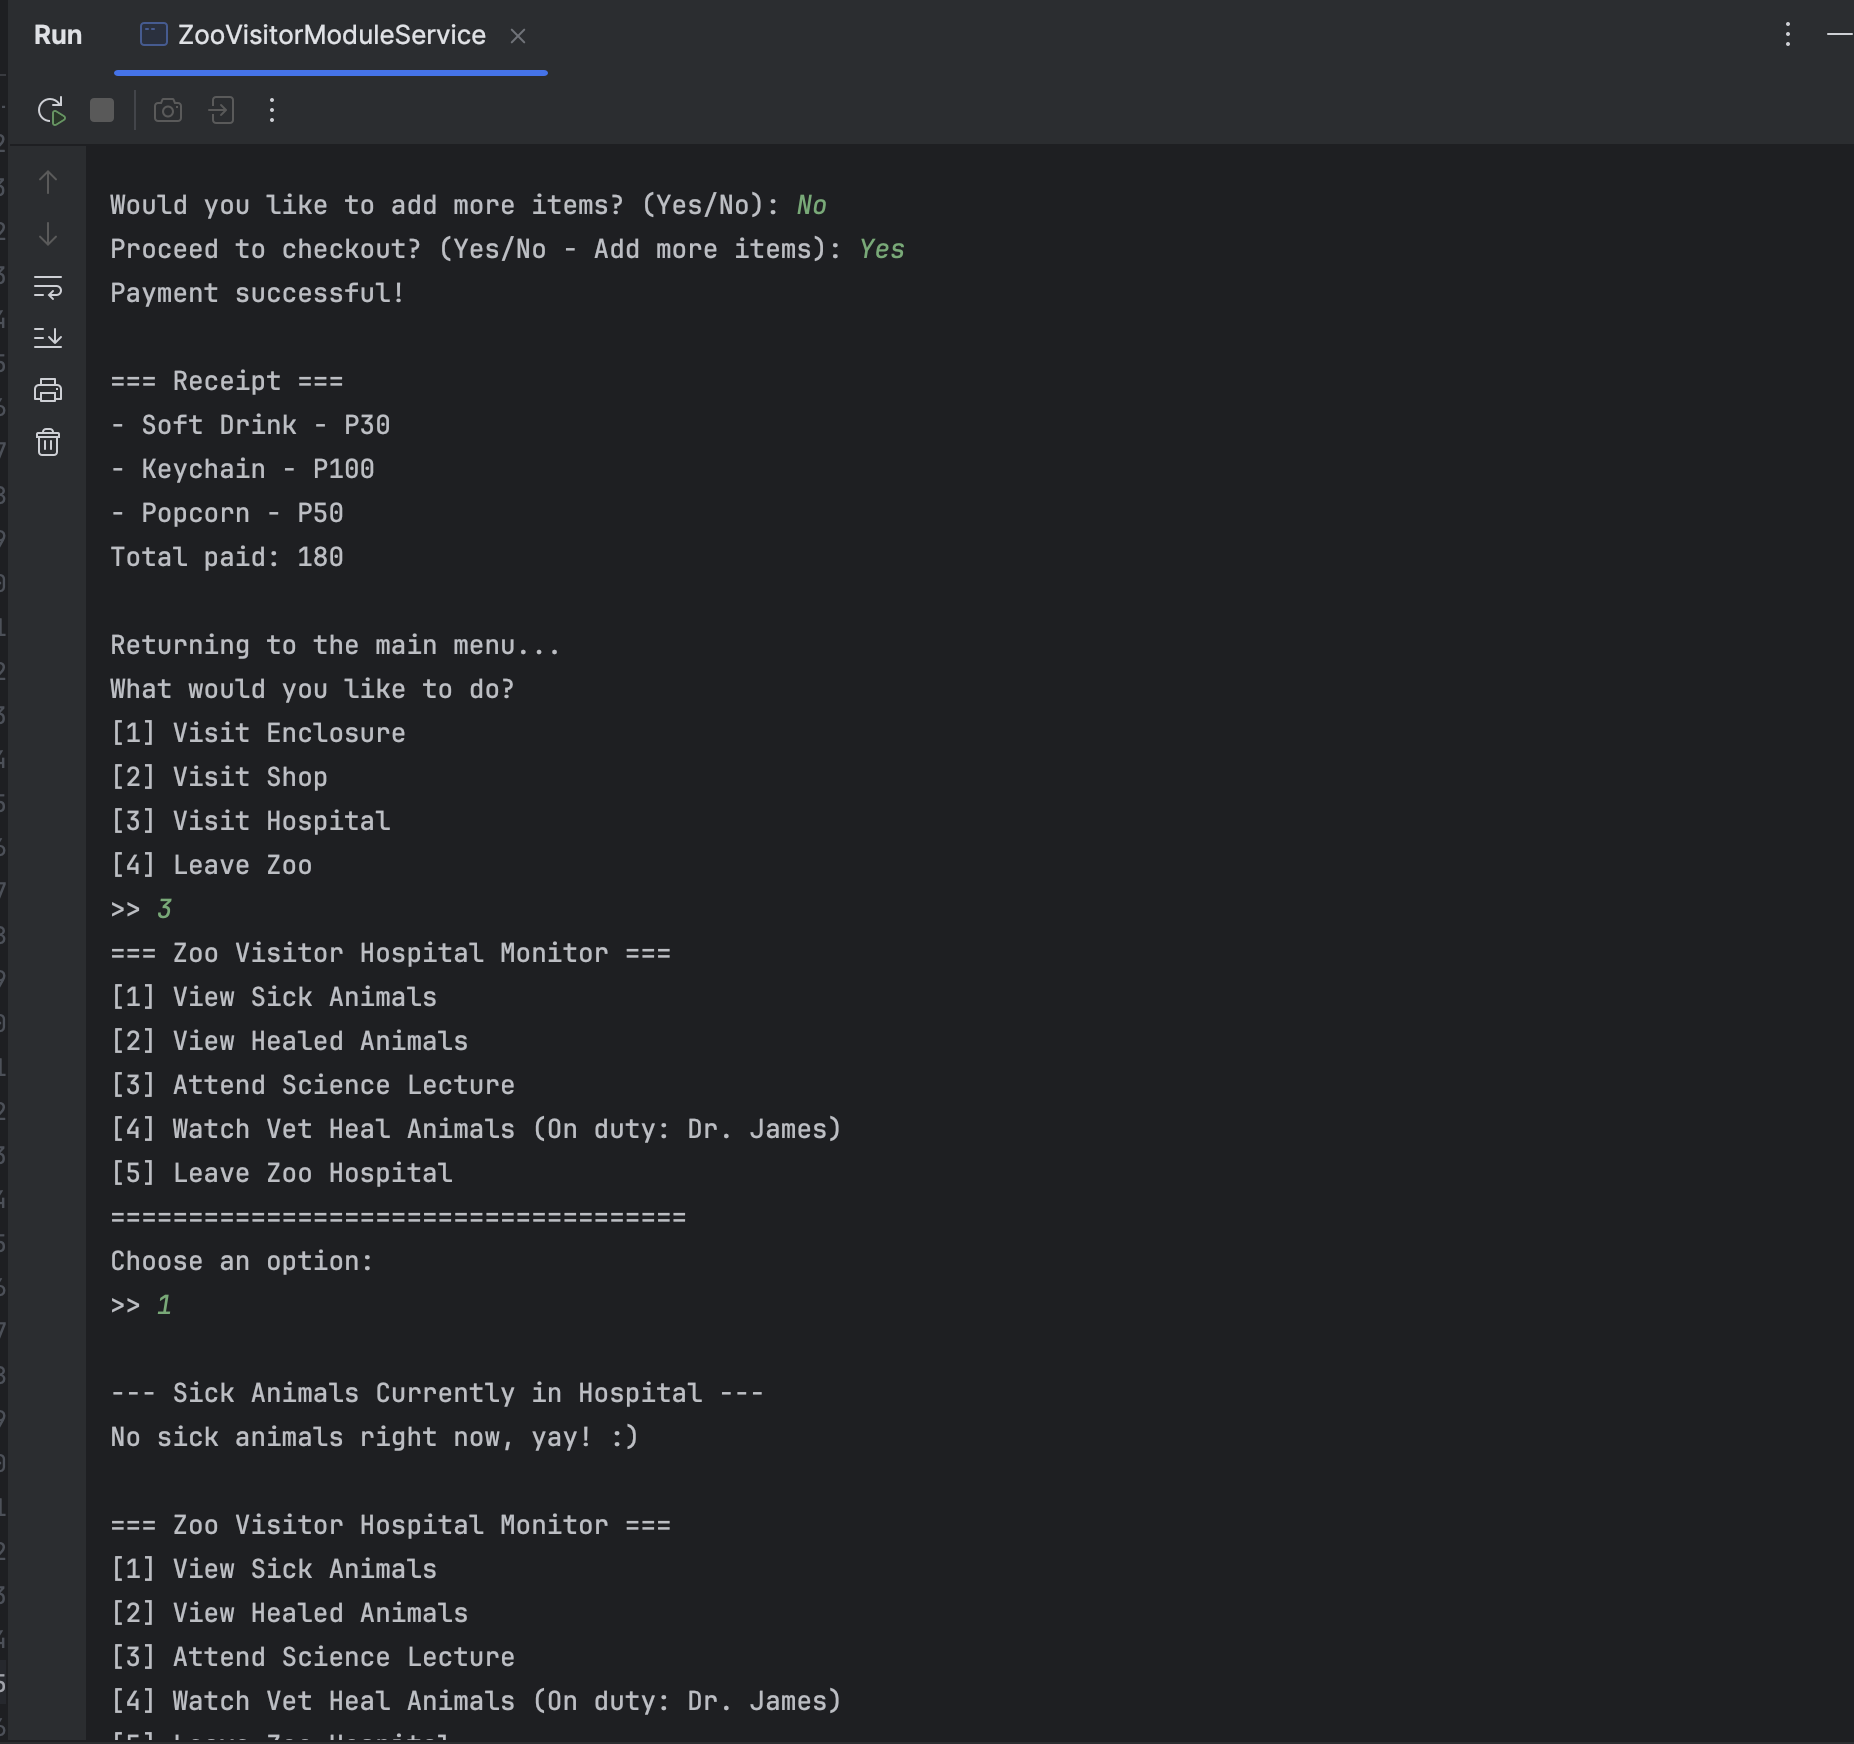 Run ZooVisitorModuleService
Would you like to add more items? (Yes/No): No
Proceed to checkout? (Yes/No - Add more items): Yes
Payment successful!
=== Receipt ===
- Soft Drink - P30
- Keychain - P100
- Popcorn - P50
Total paid: 180
Returning to the main menu...
What would you like to do?
[1] Visit Enclosure
[2] Visit Shop
[3] Visit Hospital
[4] Leave Zoo
>> 3
=== Zoo Visitor Hospital Monitor ===
[1] View Sick Animals
[2] View Healed Animals
[3] Attend Science Lecture
[4] Watch Vet Heal Animals (On duty: Dr. James)
[5] Leave Zoo Hospital
=====================================
Choose an option:
>> 1
--- Sick Animals Currently in Hospital ---
No sick animals right now, yay! :)
=== Zoo Visitor Hospital Monitor ===
[1] View Sick Animals
[2] View Healed Animals
[3] Attend Science Lecture
[4] Watch Vet Heal Animals (On duty: Dr. James)
[5] Leave Zoo Hospital